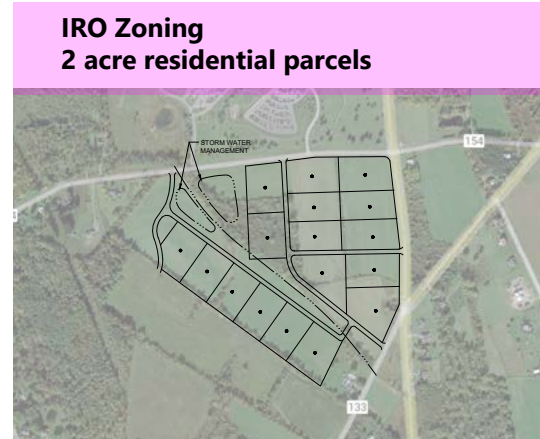 IRO Zoning
2 acre residential parcels
STORM WATER
MANAGEMENT
154
133